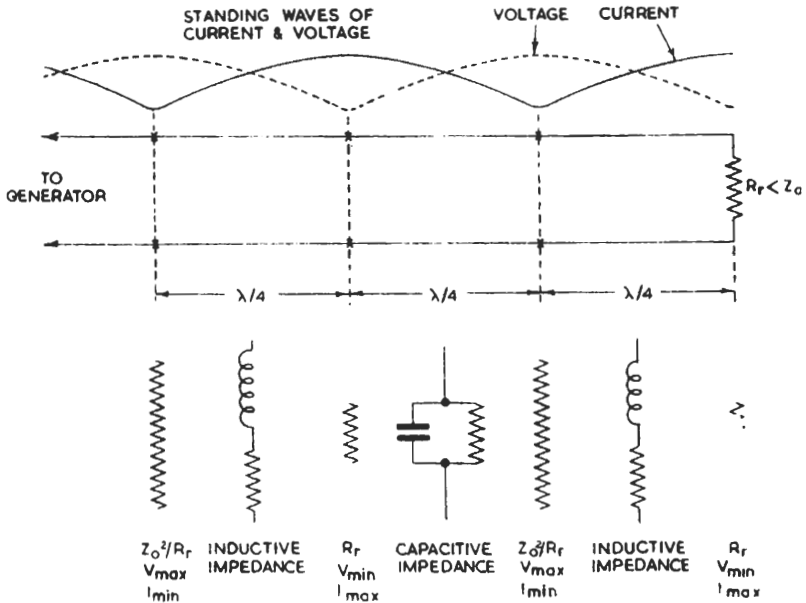 STANDING WAVES OF
CURRENT & VOLTAGE
VOLTAGE
CURRENT
TO
GENERATOR
Rr < Zo
λ/4 λ/4 λ/4
Zo²/Rr INDUCTIVE Rr CAPACITIVE Zo²/Rr INDUCTIVE Rr
Vmax IMPEDANCE Vmin IMPEDANCE Vmax IMPEDANCE Vmin
Imin Imax Imin Imax